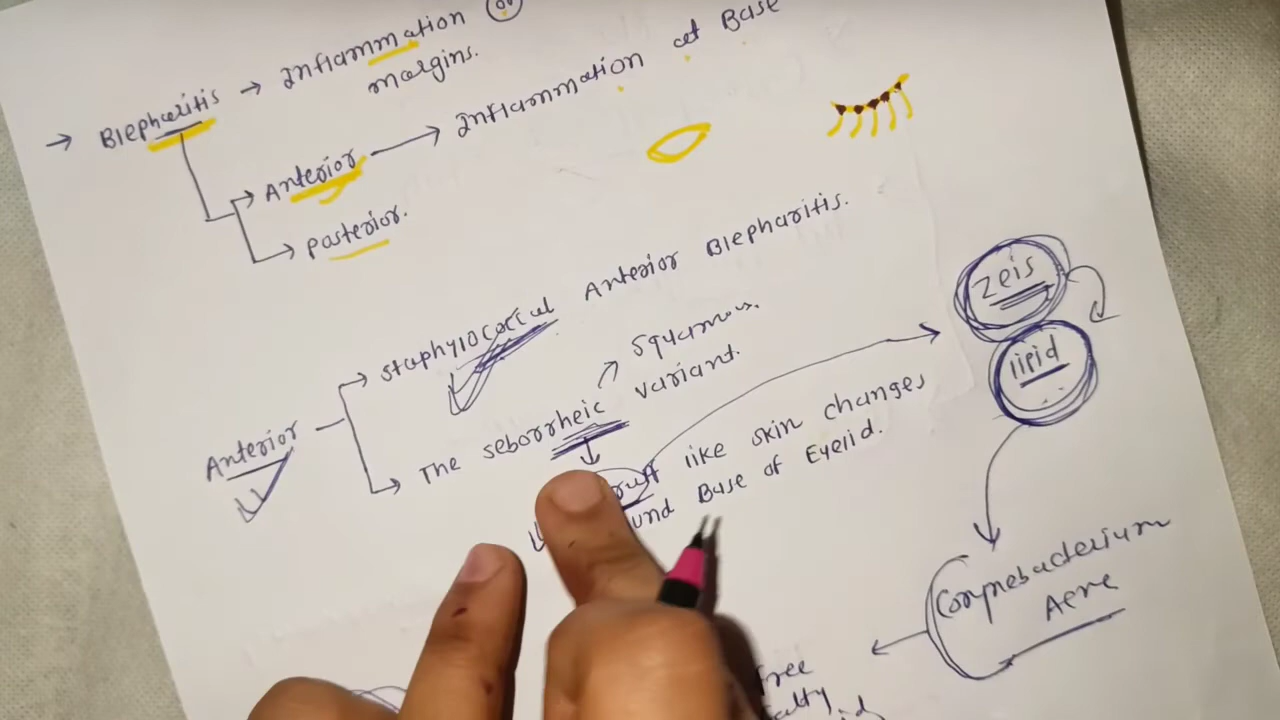 → Blepharitis → Inflammation
margins.
Anterior → Inflammation at Base
Posterior.
Anterior
Staphylococcal Anterior Blepharitis.
The seborrheic variant.
Squamous.
like skin changes
Base of Eyelid.
Zeis
lipid
Corynebacterium
Acne
free